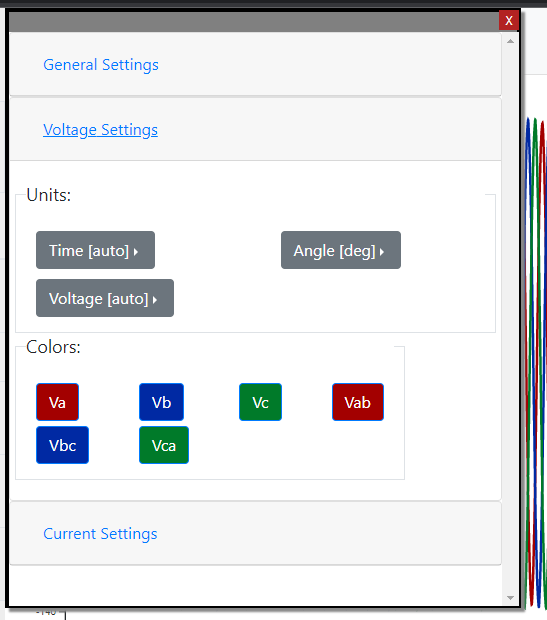 X
General Settings
Voltage Settings
Units:
Time [auto]
Angle [deg]
Voltage [auto]
Colors:
Va
Vb
Vc
Vab
Vbc
Vca
Current Settings